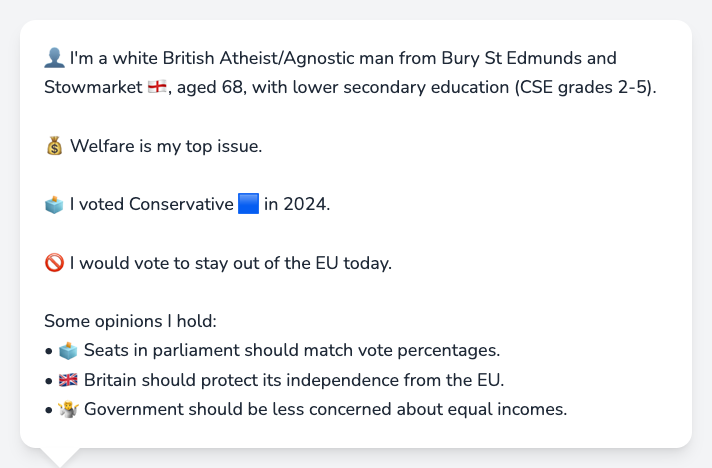 👤 I'm a white British Atheist/Agnostic man from Bury St Edmunds and
Stowmarket 🏴󠁧󠁢󠁥󠁮󠁧󠁿, aged 68, with lower secondary education (CSE grades 2-5).
💰 Welfare is my top issue.
🗳️ I voted Conservative 🟦 in 2024.
🚫 I would vote to stay out of the EU today.
Some opinions I hold:
• 🗳️ Seats in parliament should match vote percentages.
• 🇬🇧 Britain should protect its independence from the EU.
• 🤷 Government should be less concerned about equal incomes.